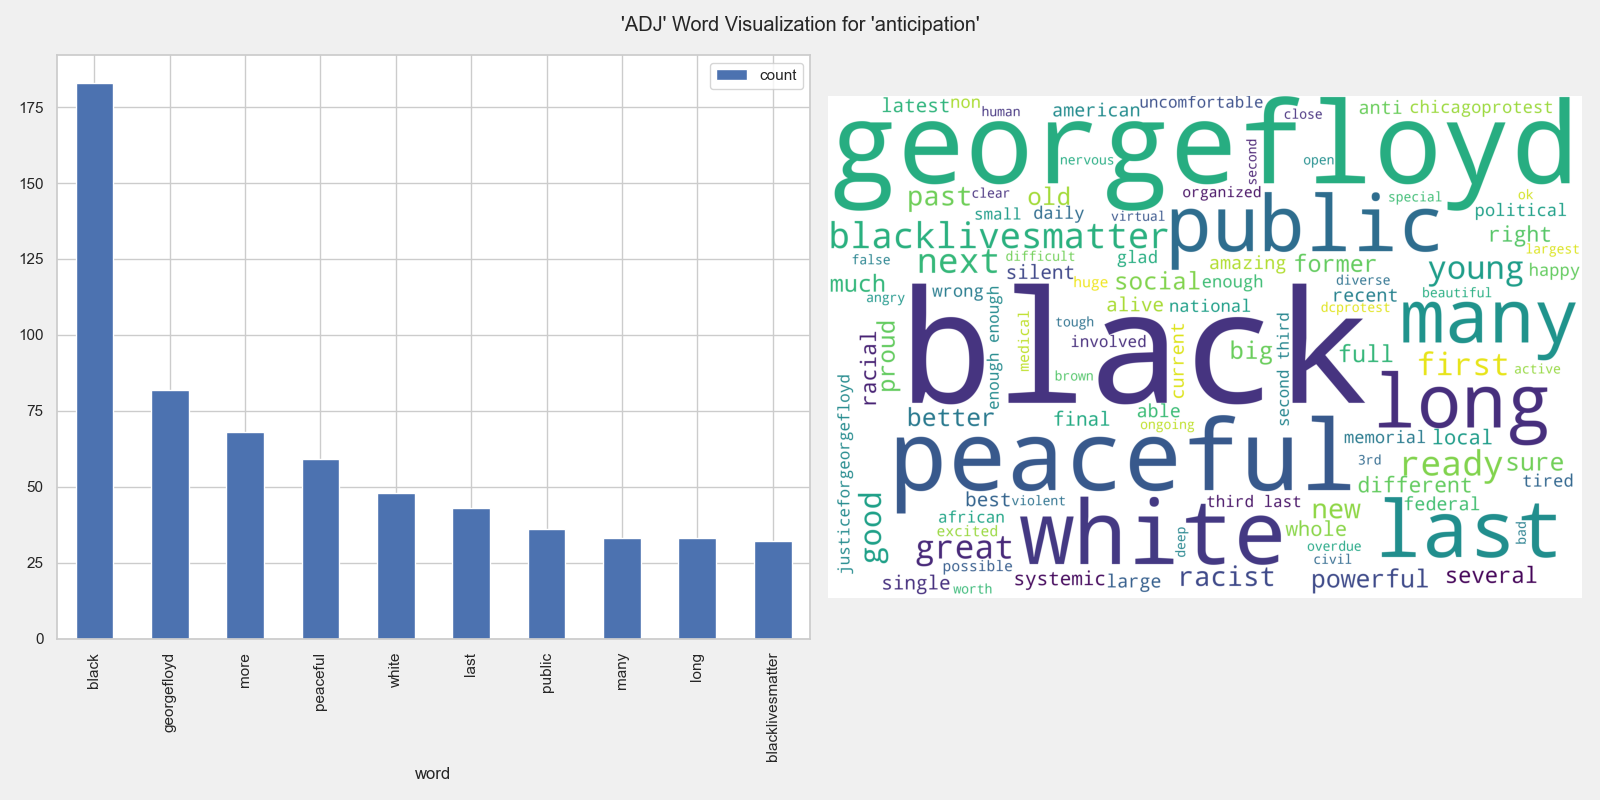 'ADJ' Word Visualization for 'anticipation'
count
175
150
125
100
75
50
25
0
black
georgefloyd
more
peaceful
white
last
public
many
long
blacklivesmatter
word
latest non human american uncomfortable close anti chicagoprotest
georgefloyd
nervous second open
past clear old organized special ok
small daily virtual public political
blacklivesmatter right
false next difficult glad amazing former largest
silent young happy
much angry wrong huge social enough diverse recent beautiful
enough enough alive national dcprotest many
medical tough involved black second third
racial proud brown current big full first active
justiceforgeorgefloyd better final able ongoing long
peaceful memorial local
3rd ready sure
different tired
good best violent third last new federal
african excited white whole last bad
great deep overdue
possible civil
single worth systemic large racist powerful several